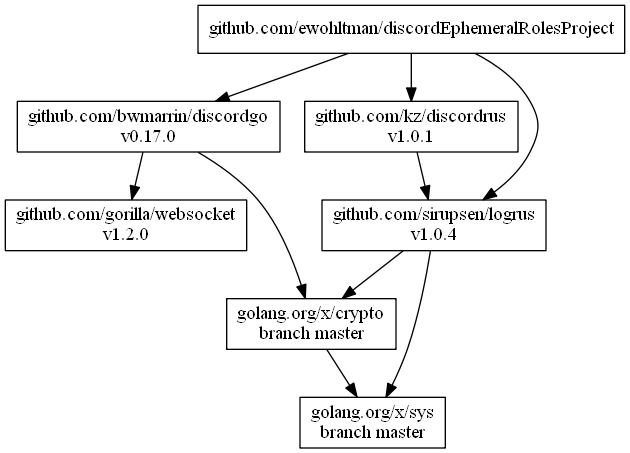 github.com/ewohltman/discordEphemeralRolesProject
github.com/bwmarrin/discordgo
v0.17.0
github.com/kz/discordrus
v1.0.1
github.com/gorilla/websocket
v1.2.0
github.com/sirupsen/logrus
v1.0.4
golang.org/x/crypto
branch master
golang.org/x/sys
branch master